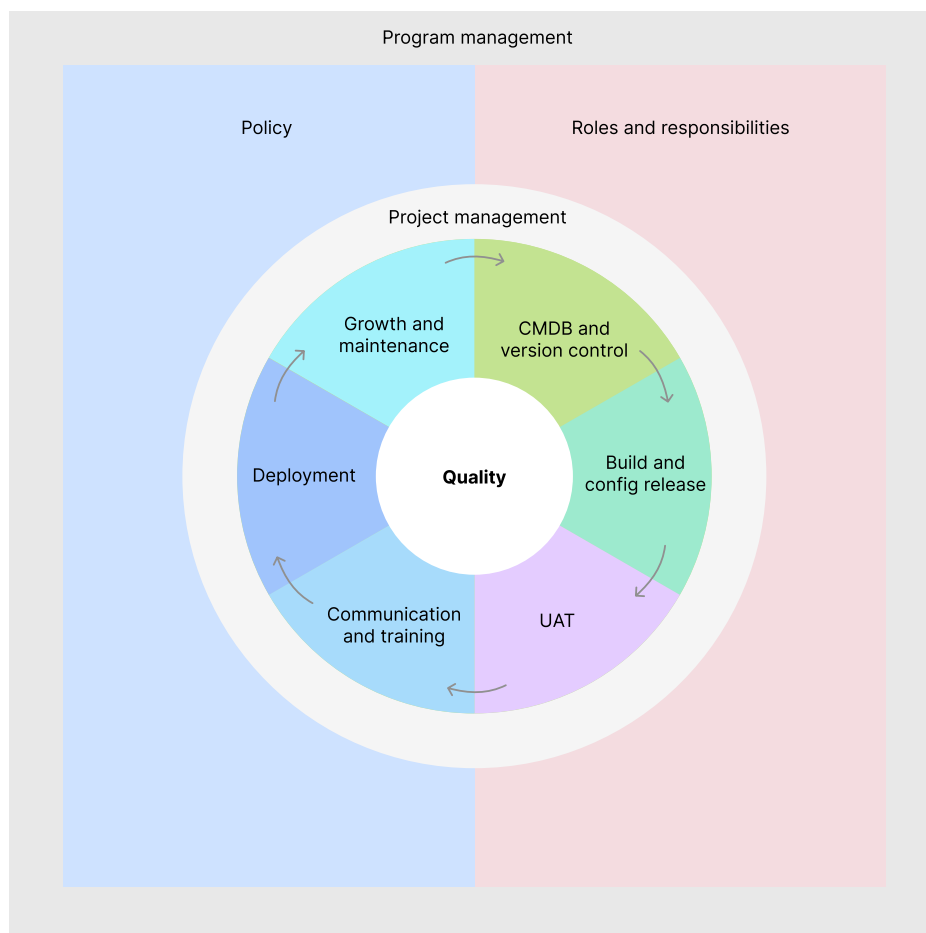 Program management
Policy
Roles and responsibilities
Project management
Growth and
maintenance
CMDB and
version control
Deployment
Quality
Build and
config release
Communication
and training
UAT